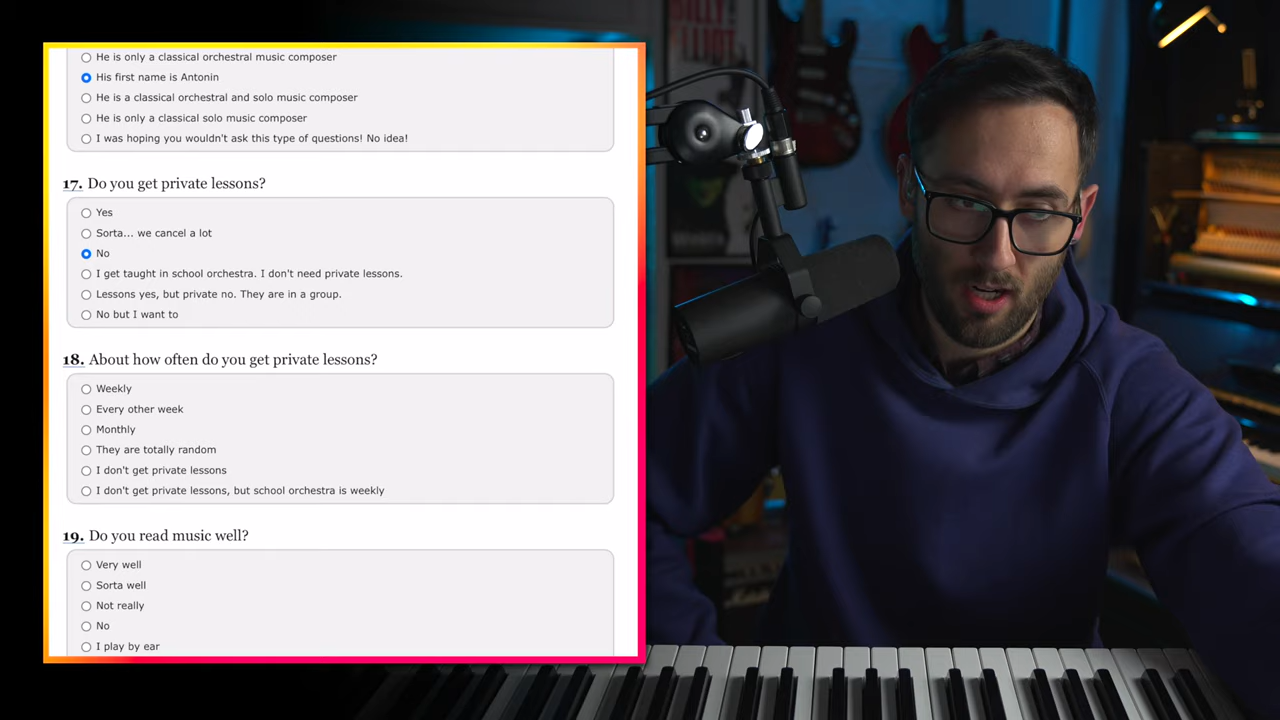 He is only a classical orchestral music composer
His first name is Antonin
He is a classical orchestral and solo music composer
He is only a classical solo music composer
I was hoping you wouldn't ask this type of questions! No idea!
17. Do you get private lessons?
Yes
Sorta... we cancel a lot
No
I get taught in school orchestra. I don't need private lessons.
Lessons yes, but private no. They are in a group.
No but I want to
18. About how often do you get private lessons?
Weekly
Every other week
Monthly
They are totally random
I don't get private lessons
I don't get private lessons, but school orchestra is weekly
19. Do you read music well?
Very well
Sorta well
Not really
No
I play by ear
BILLY
ELLIOT